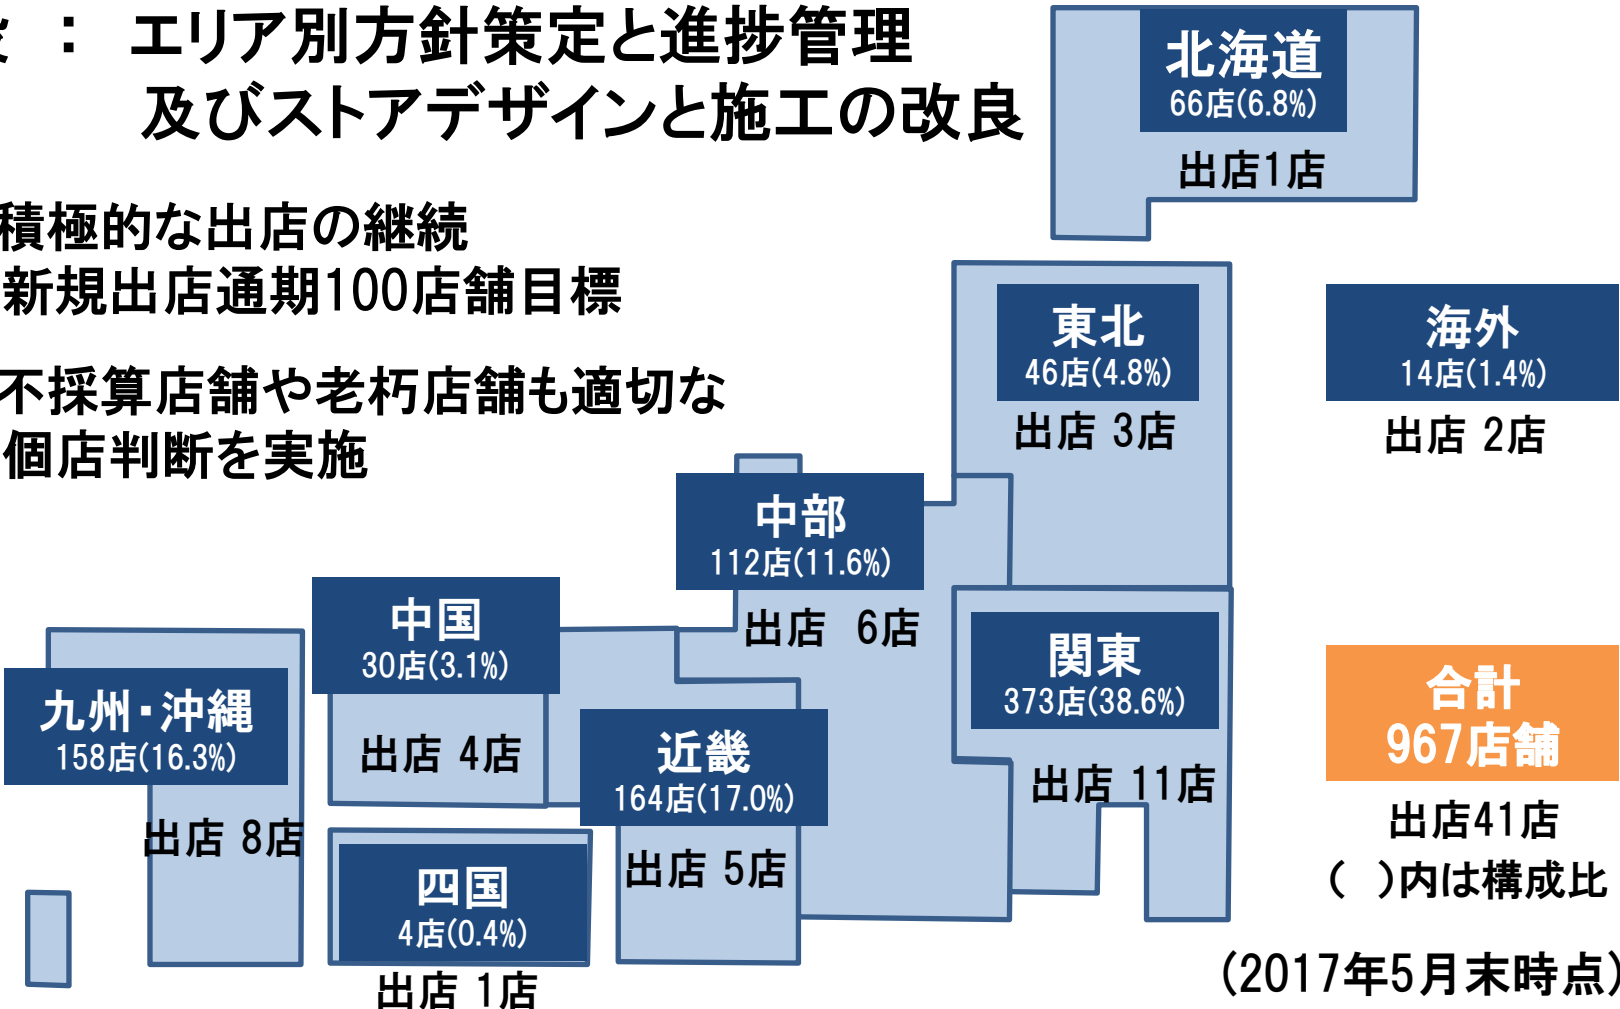 ： エリア別方針策定と進捗管理
及びストアデザインと施工の改良
積極的な出店の継続
新規出店通期100店舗目標
不採算店舗や老朽店舗も適切な
個店判断を実施
北海道
66店(6.8%)
出店1店
東北
46店(4.8%)
出店 3店
海外
14店(1.4%)
出店 2店
中部
112店(11.6%)
出店 6店
関東
373店(38.6%)
出店 11店
中国
30店(3.1%)
出店 4店
近畿
164店(17.0%)
出店 5店
九州・沖縄
158店(16.3%)
出店 8店
四国
4店(0.4%)
出店 1店
合計
967店舗
出店41店
( )内は構成比
(2017年5月末時点)